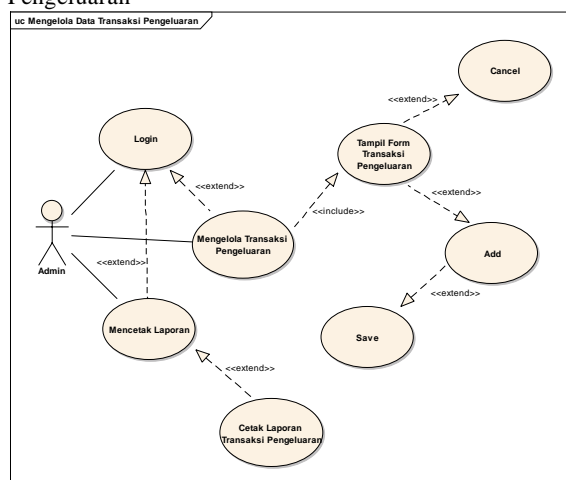 Pengeluaran
uc Mengelola Data Transaksi Pengeluaran
Cancel
<<extend>>
Login
Tampil Form
Transaksi
Pengeluaran
<<extend>>
<<extend>>
<<include>>
Mengelola Transaksi
Pengeluaran
Admin
Add
<<extend>>
<<extend>>
Mencetak Laporan
Save
<<extend>>
Cetak Laporan
Transaksi Pengeluaran